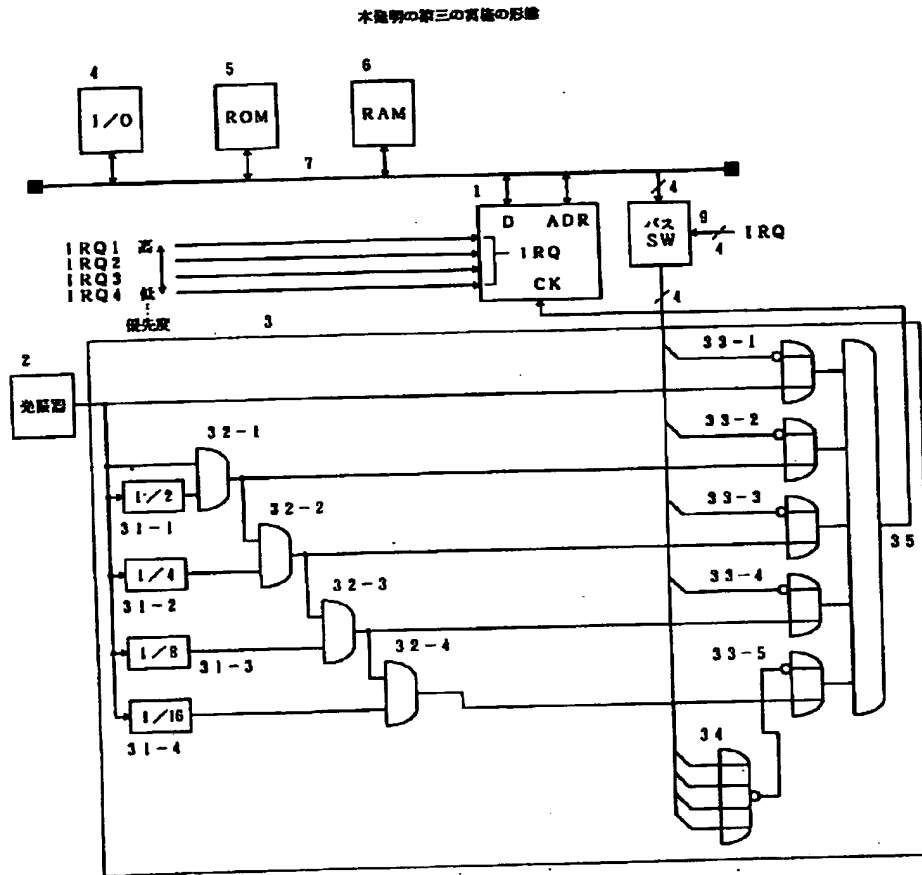 本発明の第三の実施の形態
4
5
6
I/O
ROM
RAM
7
1
4
D ADR
バス
SW
9
4
IRQ
IRQ1 高
IRQ2
IRQ3
IRQ4 低
IRQ
CK
4
優先度
3
2
発振器
33-1
32-1
33-2
1/2
31-1
32-2
33-3
35
1/4
31-2
32-3
33-4
1/8
31-3
32-4
33-5
1/16
31-4
34